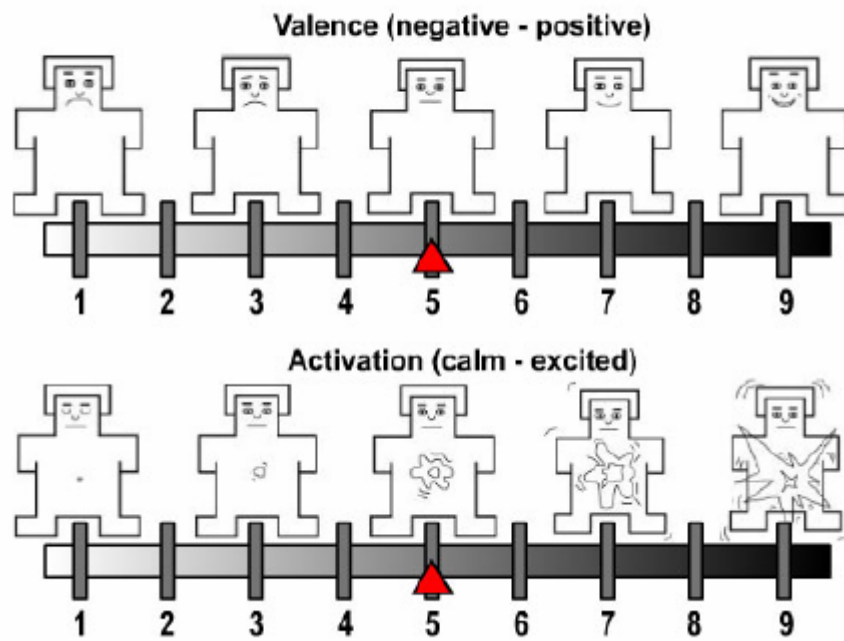 Valence (negative - positive)
1 2 3 4 5 6 7 8 9
Activation (calm - excited)
1 2 3 4 5 6 7 8 9